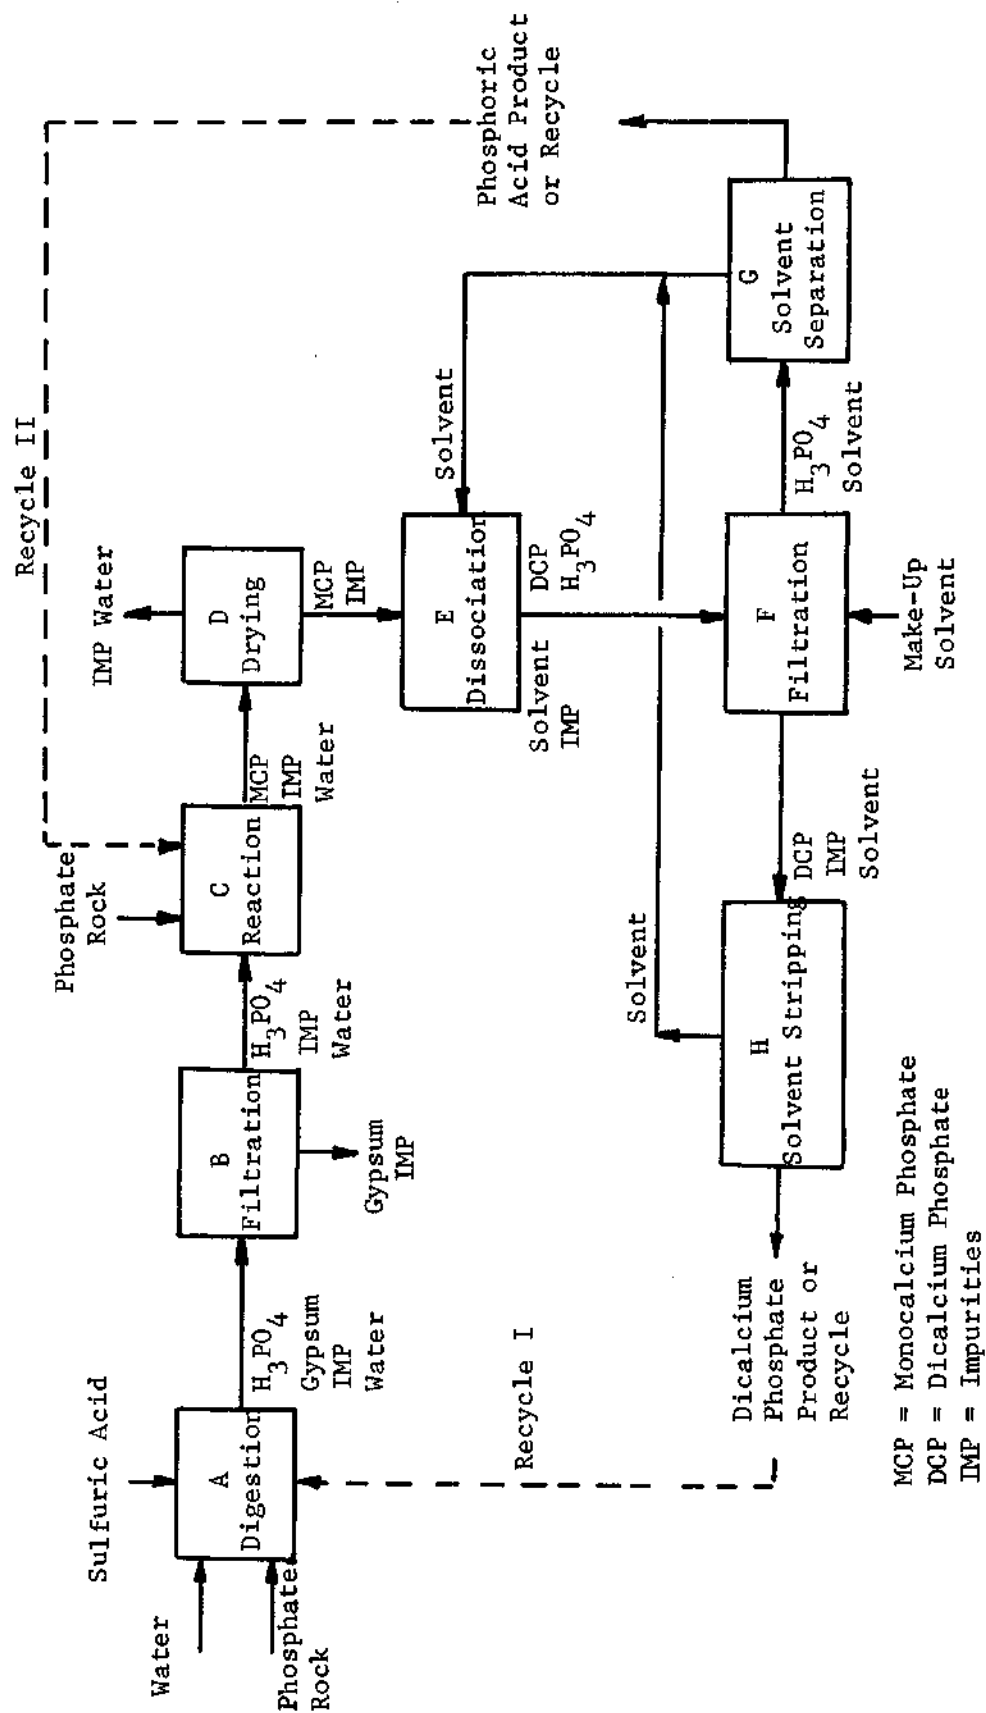 Recycle II
IMP Water
Phosphoric
Acid Product
or Recycle
Sulfuric Acid
Water
Phosphate
Rock
A
Digestion
H3PO4
Gypsum
IMP
Water
B
Filtration
Gypsum
IMP
H3PO4
IMP
Water
Phosphate
Rock
C
Reaction
MCP
IMP
Water
D
Drying
MCP
IMP
Solvent
E
Dissociation
Solvent
IMP
DCP
H3PO4
F
Filtration
Make-Up
Solvent
H3PO4
Solvent
G
Solvent
Separation
DCP
IMP
Solvent
H
Solvent Stripping
Solvent
Dicalcium
Phosphate
Product or
Recycle
Recycle I
MCP = Monocalcium Phosphate
DCP = Dicalcium Phosphate
IMP = Impurities